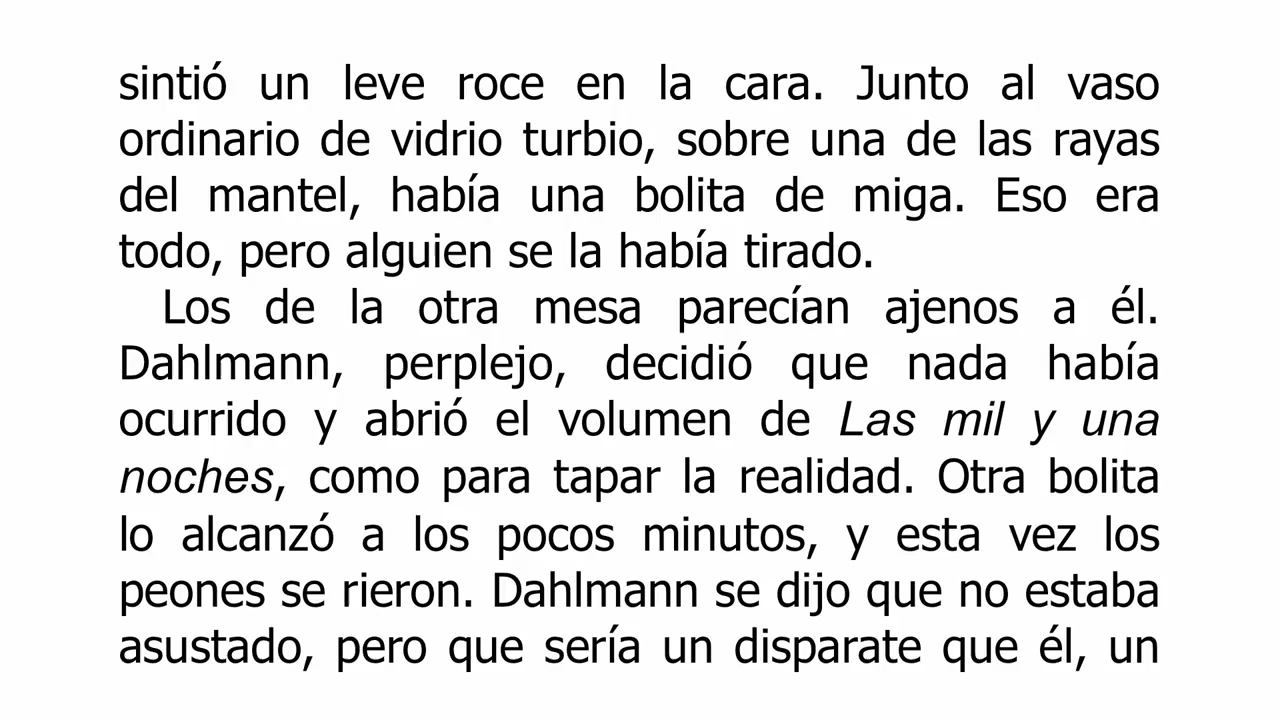 sintió un leve roce en la cara. Junto al vaso
ordinario de vidrio turbio, sobre una de las rayas
del mantel, había una bolita de miga. Eso era
todo, pero alguien se la había tirado.
Los de la otra mesa parecían ajenos a él.
Dahlmann, perplejo, decidió que nada había
ocurrido y abrió el volumen de Las mil y una
noches, como para tapar la realidad. Otra bolita
lo alcanzó a los pocos minutos, y esta vez los
peones se rieron. Dahlmann se dijo que no estaba
asustado, pero que sería un disparate que él, un